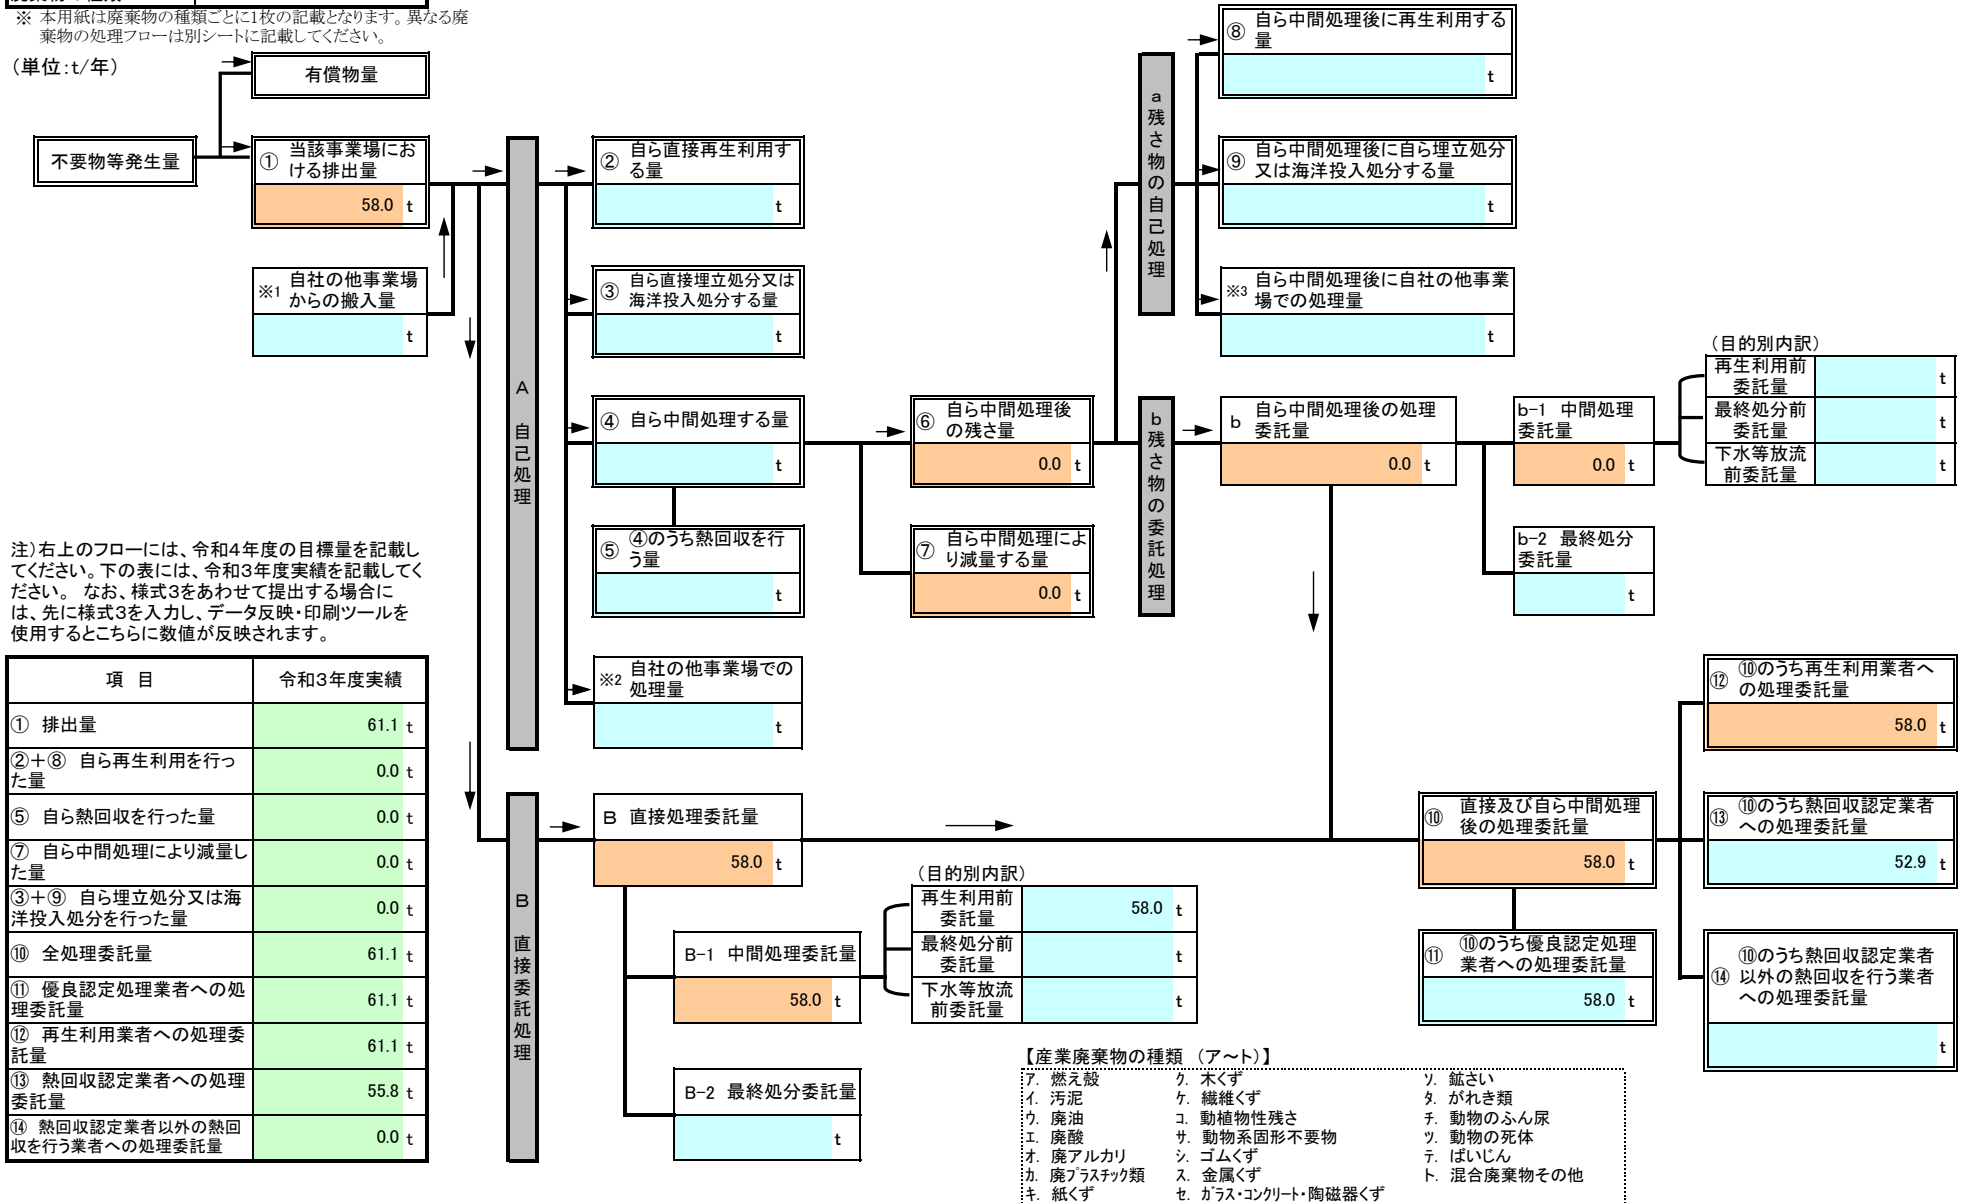 ※ 本用紙は廃棄物の種類ごとに1枚の記載となります。異なる廃
棄物の処理フローは別シートに記載してください。
(単位:t/年)
有償物量
不要物等発生量
① 当該事業場にお
ける排出量
58.0 t
※1 自社の他事業場
からの搬入量
t
A 自己処理
② 自ら直接再生利用す
る量
t
③ 自ら直接埋立処分又は
海洋投入処分する量
t
④ 自ら中間処理する量
t
⑤ ④のうち熱回収を行
う量
t
※2 自社の他事業場での
処理量
t
⑥ 自ら中間処理後
の残さ量
0.0 t
⑦ 自ら中間処理によ
り減量する量
0.0 t
a 残さ物の自己処理
⑧ 自ら中間処理後に再生利用する
量
t
⑨ 自ら中間処理後に自ら埋立処分
又は海洋投入処分する量
t
※3 自ら中間処理後に自社の他事業
場での処理量
t
b 残さ物の委託処理
b 自ら中間処理後の処理
委託量
0.0 t
b-1 中間処理
委託量
0.0 t
(目的別内訳)
再生利用前
委託量
t
最終処分前
委託量
t
下水等放流
前委託量
t
b-2 最終処分
委託量
t
注)右上のフローには、令和4年度の目標量を記載し
てください。下の表には、令和3年度実績を記載してく
ださい。 なお、様式3をあわせて提出する場合に
は、先に様式3を入力し、データ反映・印刷ツールを
使用するとこちらに数値が反映されます。
項 目 令和3年度実績
① 排出量 61.1 t
②+⑧ 自ら再生利用を行っ
た量 0.0 t
⑤ 自ら熱回収を行った量 0.0 t
⑦ 自ら中間処理により減量し
た量 0.0 t
③+⑨ 自ら埋立処分又は海
洋投入処分を行った量 0.0 t
⑩ 全処理委託量 61.1 t
⑪ 優良認定処理業者への処
理委託量 61.1 t
⑫ 再生利用業者への処理委
託量 61.1 t
⑬ 熱回収認定業者への処理
委託量 55.8 t
⑭ 熱回収認定業者以外の熱回
収を行う業者への処理委託量 0.0 t
B 直接委託処理
B 直接処理委託量
58.0 t
B-1 中間処理委託量
58.0 t
(目的別内訳)
再生利用前
委託量
58.0 t
最終処分前
委託量
t
下水等放流
前委託量
t
B-2 最終処分委託量
t
⑩ 直接及び自ら中間処理
後の処理委託量
58.0 t
⑪ ⑩のうち優良認定処理
業者への処理委託量
58.0 t
⑫ ⑩のうち再生利用業者へ
の処理委託量
58.0 t
⑬ ⑩のうち熱回収認定業者
への処理委託量
52.9 t
⑭ ⑩のうち熱回収認定業者
以外の熱回収を行う業者
への処理委託量
t
【産業廃棄物の種類 (ア~ト)】
ア. 燃え殻 ク. 木くず ソ. 鉱さい
イ. 汚泥 ケ. 繊維くず タ. がれき類
ウ. 廃油 コ. 動植物性残さ チ. 動物のふん尿
エ. 廃酸 サ. 動物系固形不要物 ツ. 動物の死体
オ. 廃アルカリ シ. ゴムくず テ. ばいじん
カ. 廃プラスチック類 ス. 金属くず ト. 混合廃棄物その他
キ. 紙くず セ. ガラス・コンクリート・陶磁器くず